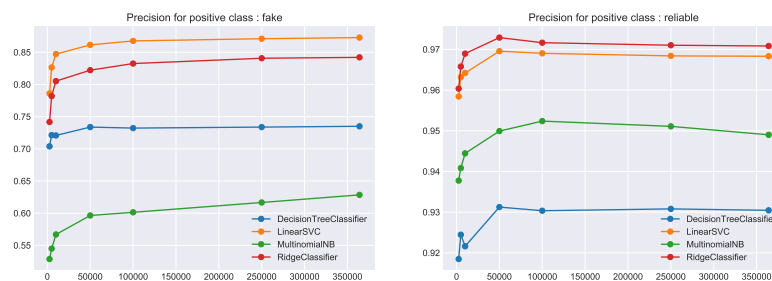 Precision for positive class : fake
0.85
0.80
0.75
0.70
0.65
0.60
0.55
0 50000 100000 150000 200000 250000 300000 350000
DecisionTreeClassifier
LinearSVC
MultinomialNB
RidgeClassifier
Precision for positive class : reliable
0.97
0.96
0.95
0.94
0.93
0.92
0 50000 100000 150000 200000 250000 300000 350000
DecisionTreeClassifie
LinearSVC
MultinomialNB
RidgeClassifier